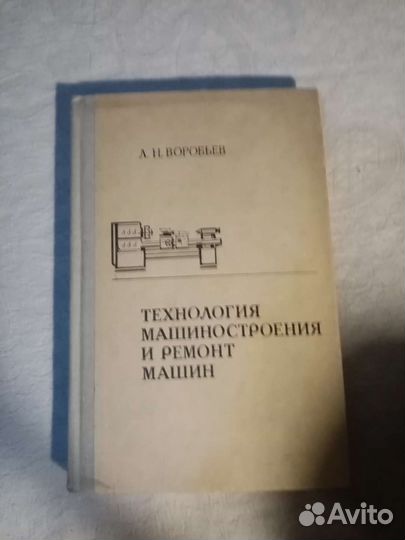 Л. Н. ВОРОБЬЕВ
ТЕХНОЛОГИЯ
МАШИНОСТРОЕНИЯ
И РЕМОНТ
МАШИН
Avito